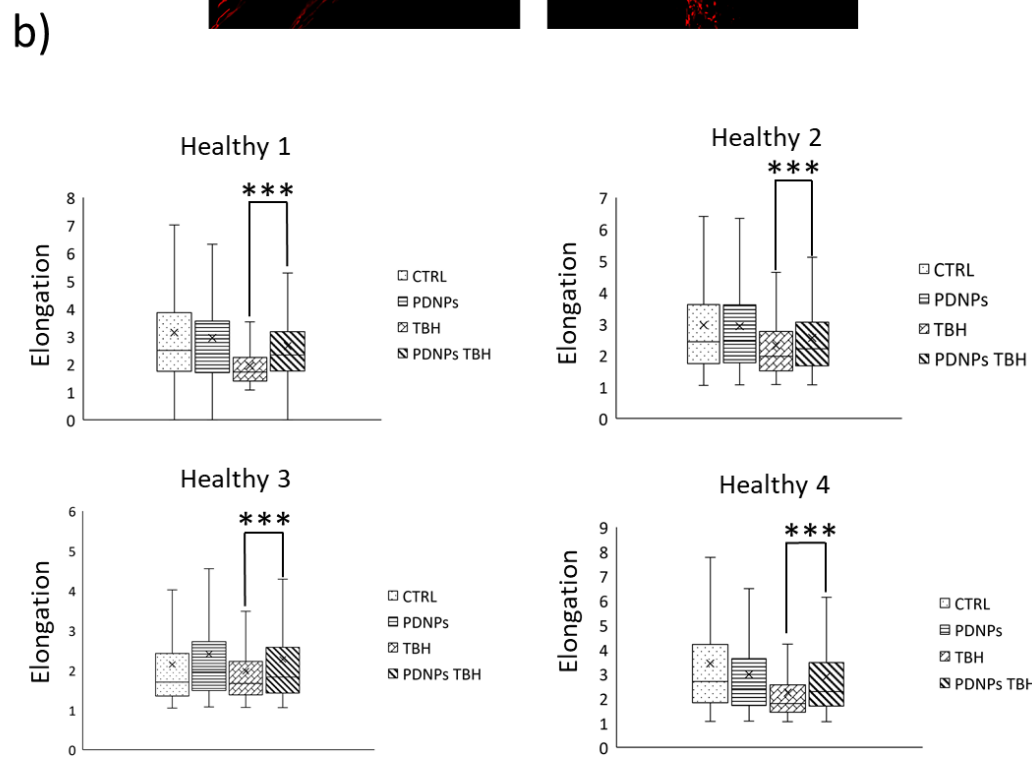 b)
Healthy 1
***
8
7
6
5
4
3
2
1
0
Elongation
CTRL
PDNPs
TBH
PDNPs TBH
Healthy 2
***
7
6
5
4
3
2
1
0
Elongation
CTRL
PDNPs
TBH
PDNPs TBH
Healthy 3
***
6
5
4
3
2
1
0
Elongation
CTRL
PDNPs
TBH
PDNPs TBH
Healthy 4
***
9
8
7
6
5
4
3
2
1
0
Elongation
CTRL
PDNPs
TBH
PDNPs TBH